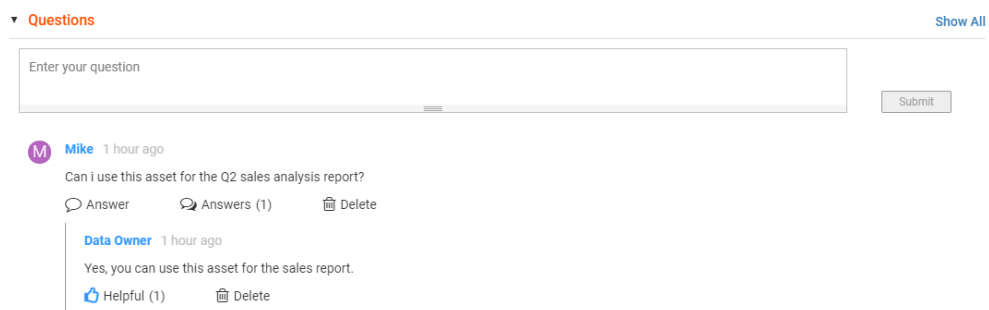 Questions
Show All
Enter your question
Submit
M
Mike 1 hour ago
Can i use this asset for the Q2 sales analysis report?
Answer Answers (1) Delete
Data Owner 1 hour ago
Yes, you can use this asset for the sales report.
Helpful (1) Delete